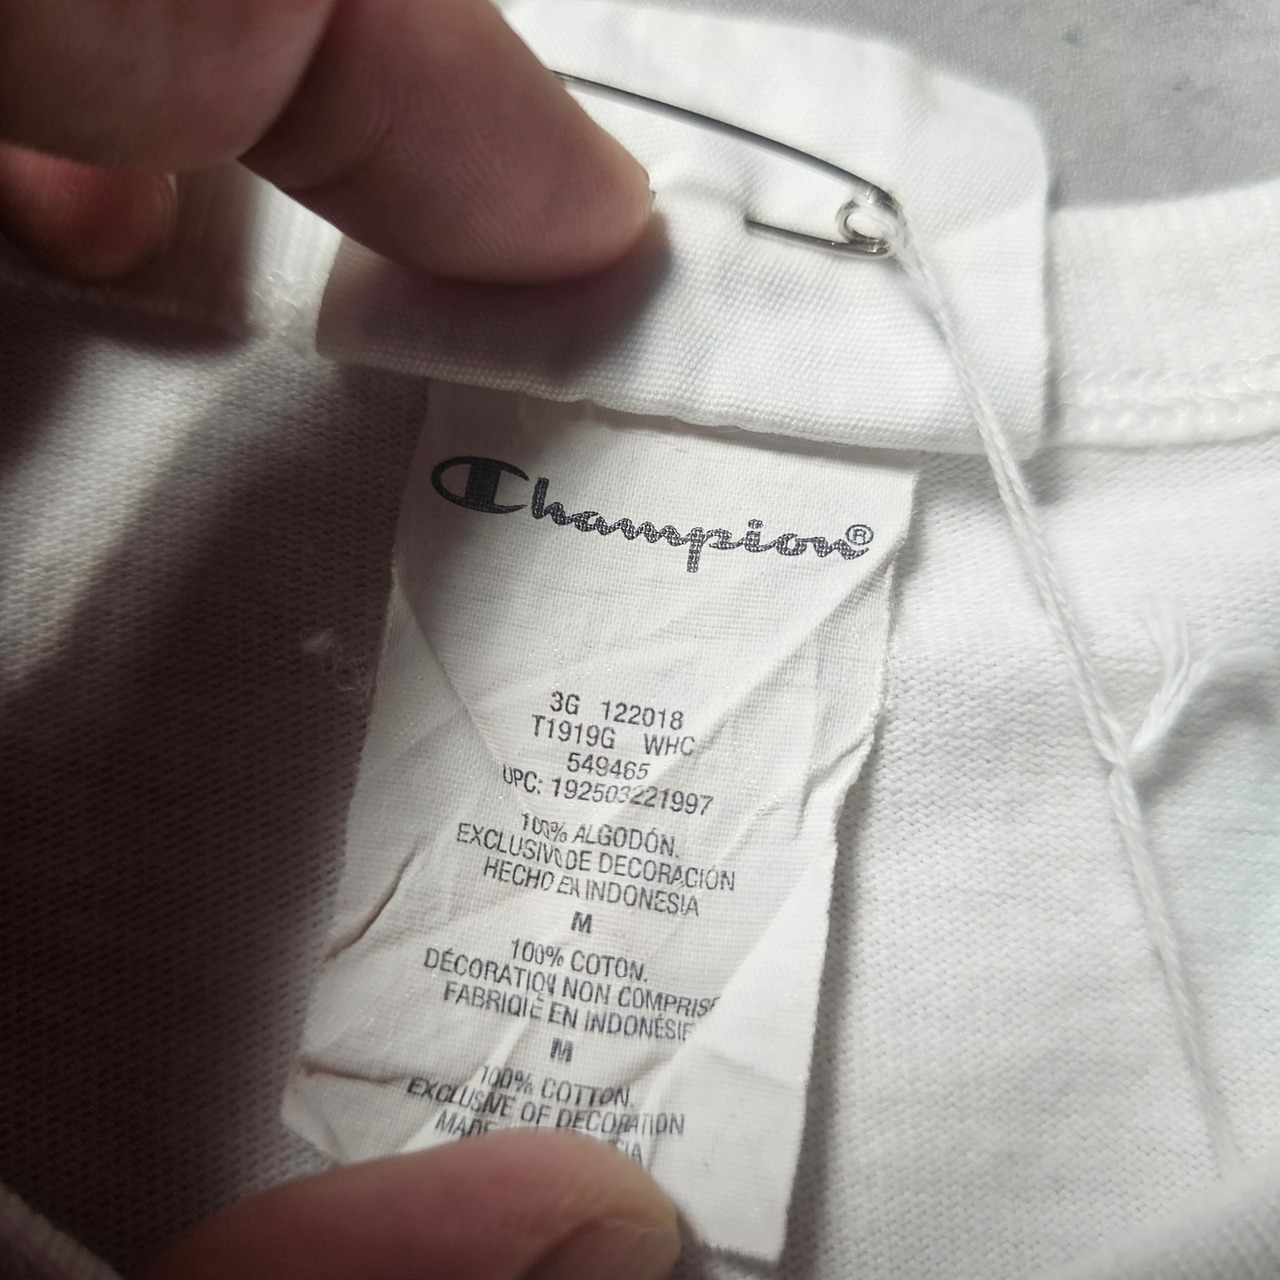 Champion®
3G 122018
T1919G WHC
549465
UPC: 192503221997
100% ALGODÓN.
EXCLUSIVO DE DECORACIÓN
HECHO EN INDONESIA
M
100% COTON.
DÉCORATION NON COMPRISE
FABRIQUÉ EN INDONÉSIE
M
100% COTTON.
EXCLUSIVE OF DECORATION
MADE